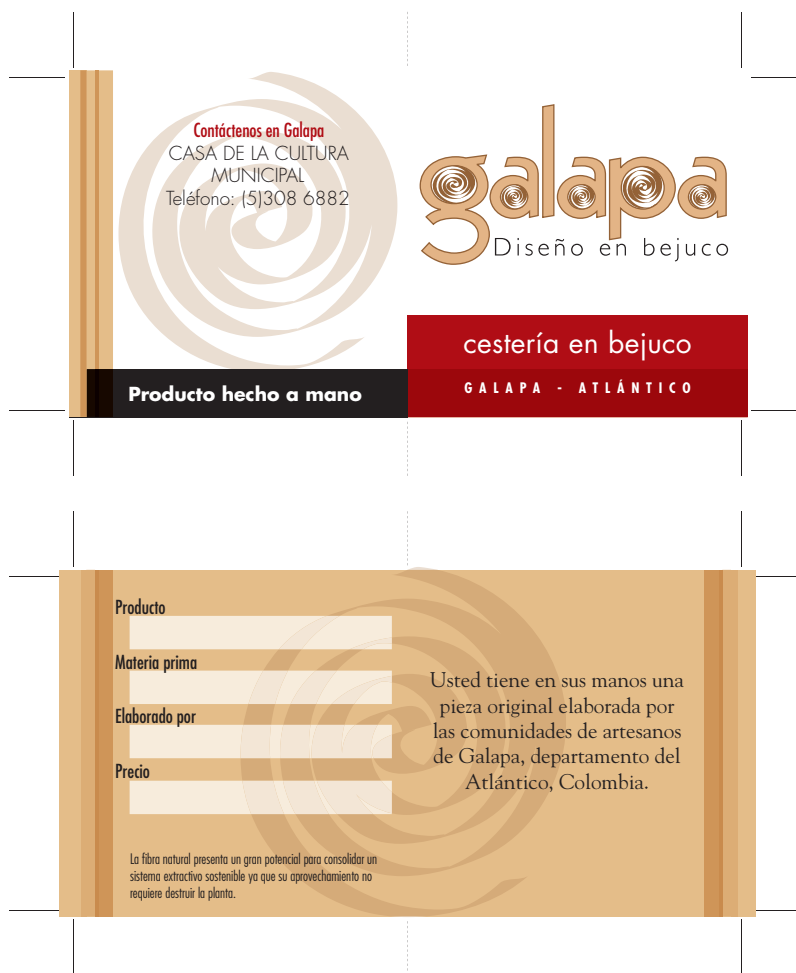 Contáctenos en Galapa
CASA DE LA CULTURA
MUNICIPAL
Teléfono: (5)308 6882
Producto hecho a mano
galapa
Diseño en bejuco
cestería en bejuco
GALAPA - ATLÁNTICO
Producto
Materia prima
Elaborado por
Precio
La fibra natural presenta un gran potencial para consolidar un
sistema extractivo sostenible ya que su aprovechamiento no
requiere destruir la planta.
Usted tiene en sus manos una
pieza original elaborada por
las comunidades de artesanos
de Galapa, departamento del
Atlántico, Colombia.